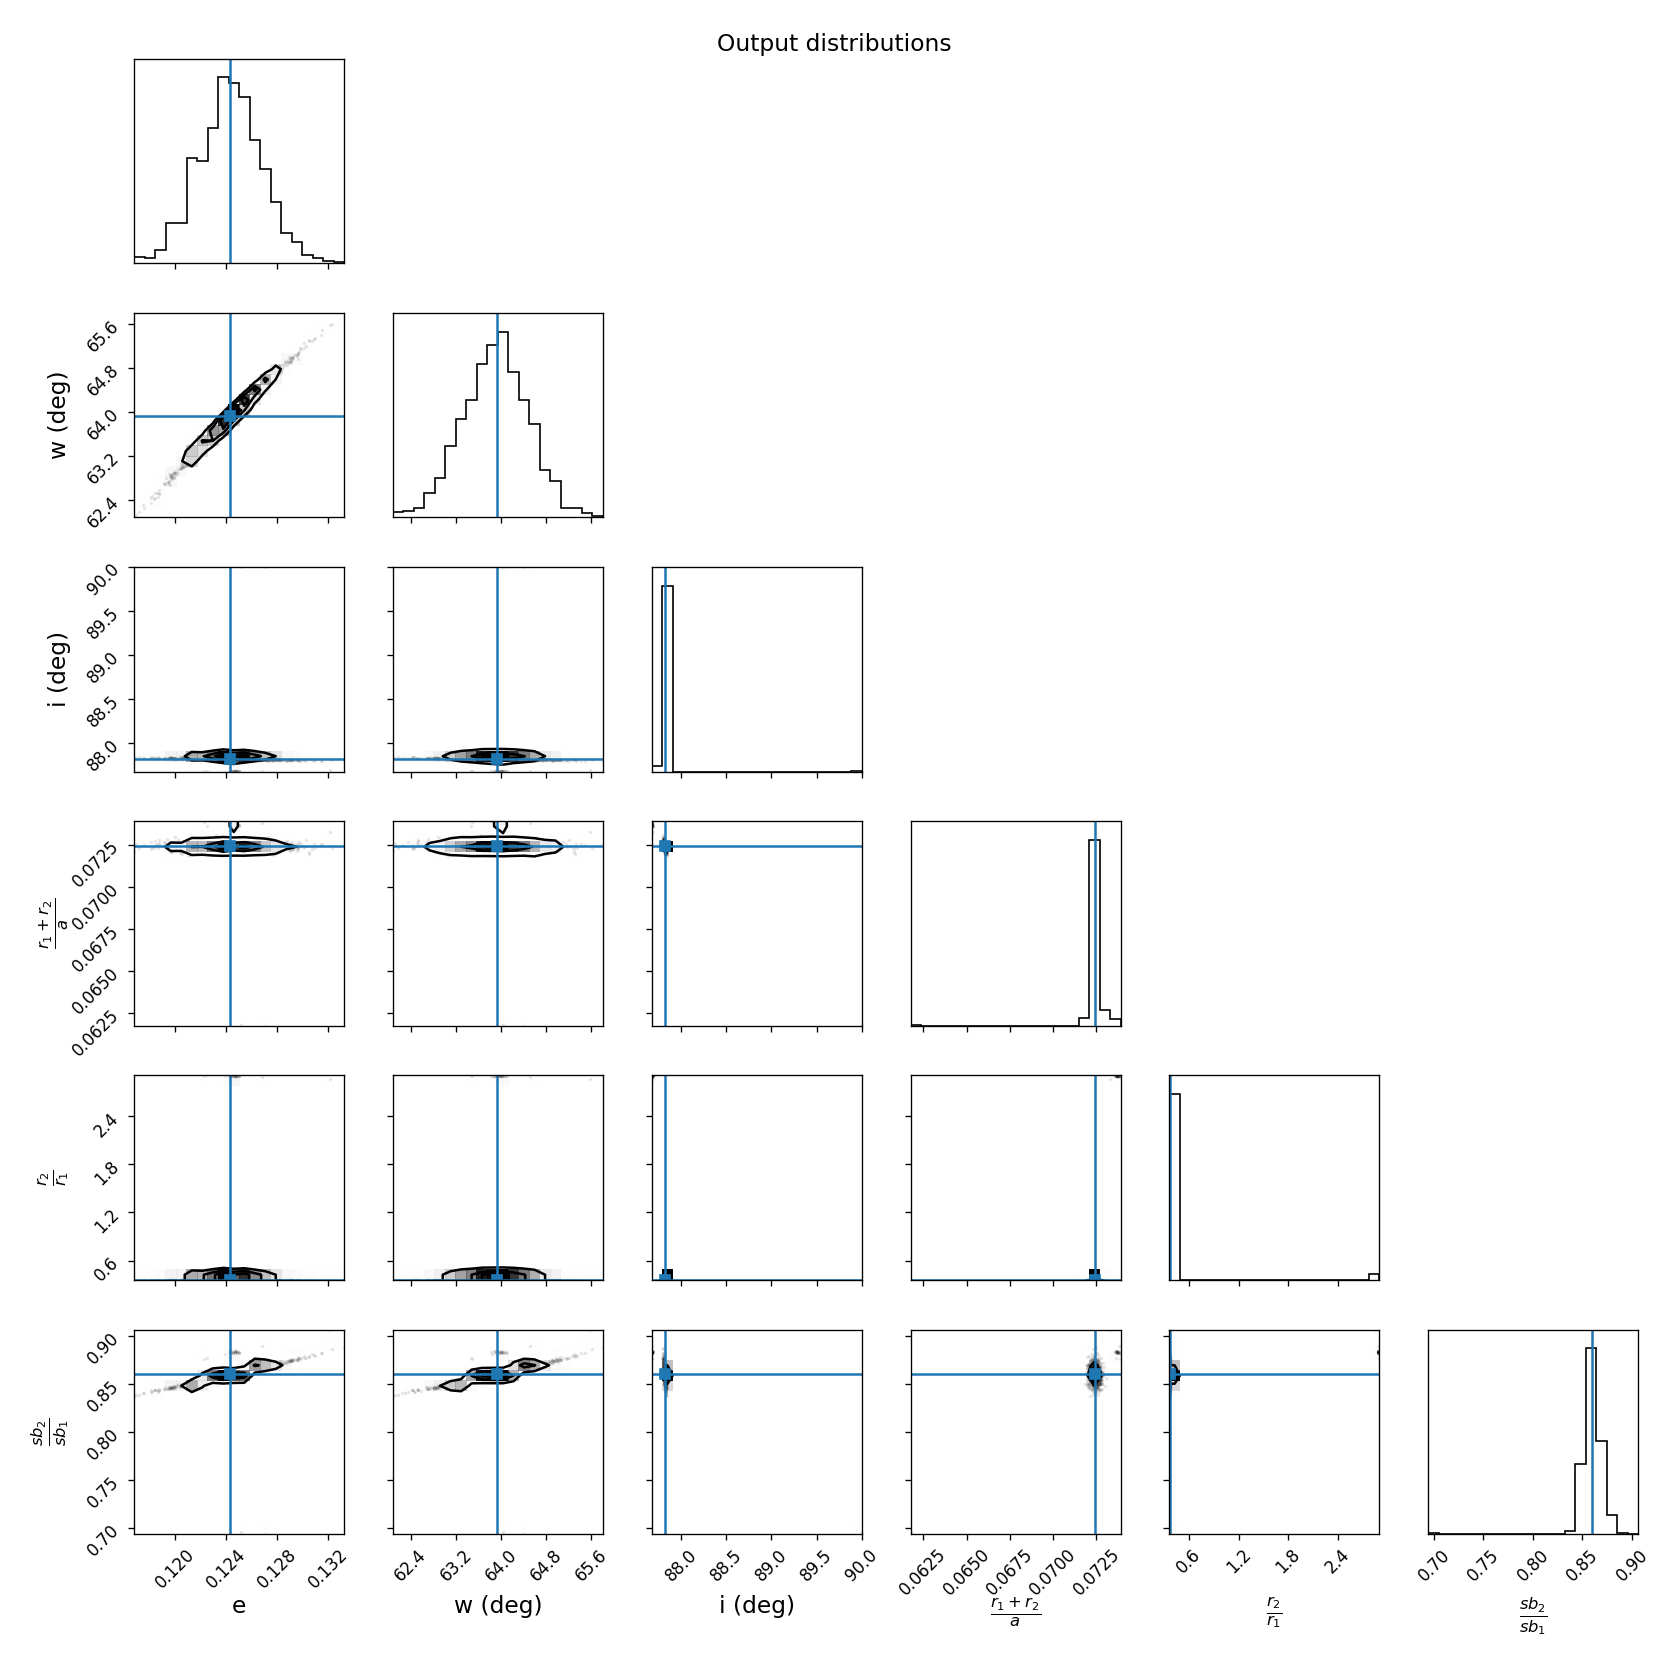 Output distributions
w (deg)
65.6
64.8
64.0
63.2
62.4
i (deg)
90.0
89.5
89.0
88.5
88.0
r1 + r2
a
0.0725
0.0700
0.0675
0.0650
0.0625
r2
r1
2.4
1.8
1.2
0.6
sb2
sb1
0.90
0.85
0.80
0.75
0.70
0.120 0.124 0.128 0.132
62.4 63.2 64.0 64.8 65.6
88.0 88.5 89.0 89.5 90.0
0.0625 0.0650 0.0675 0.0700 0.0725
0.6 1.2 1.8 2.4
0.70 0.75 0.80 0.85 0.90
e
w (deg)
i (deg)
r1 + r2
a
r2
r1
sb2
sb1